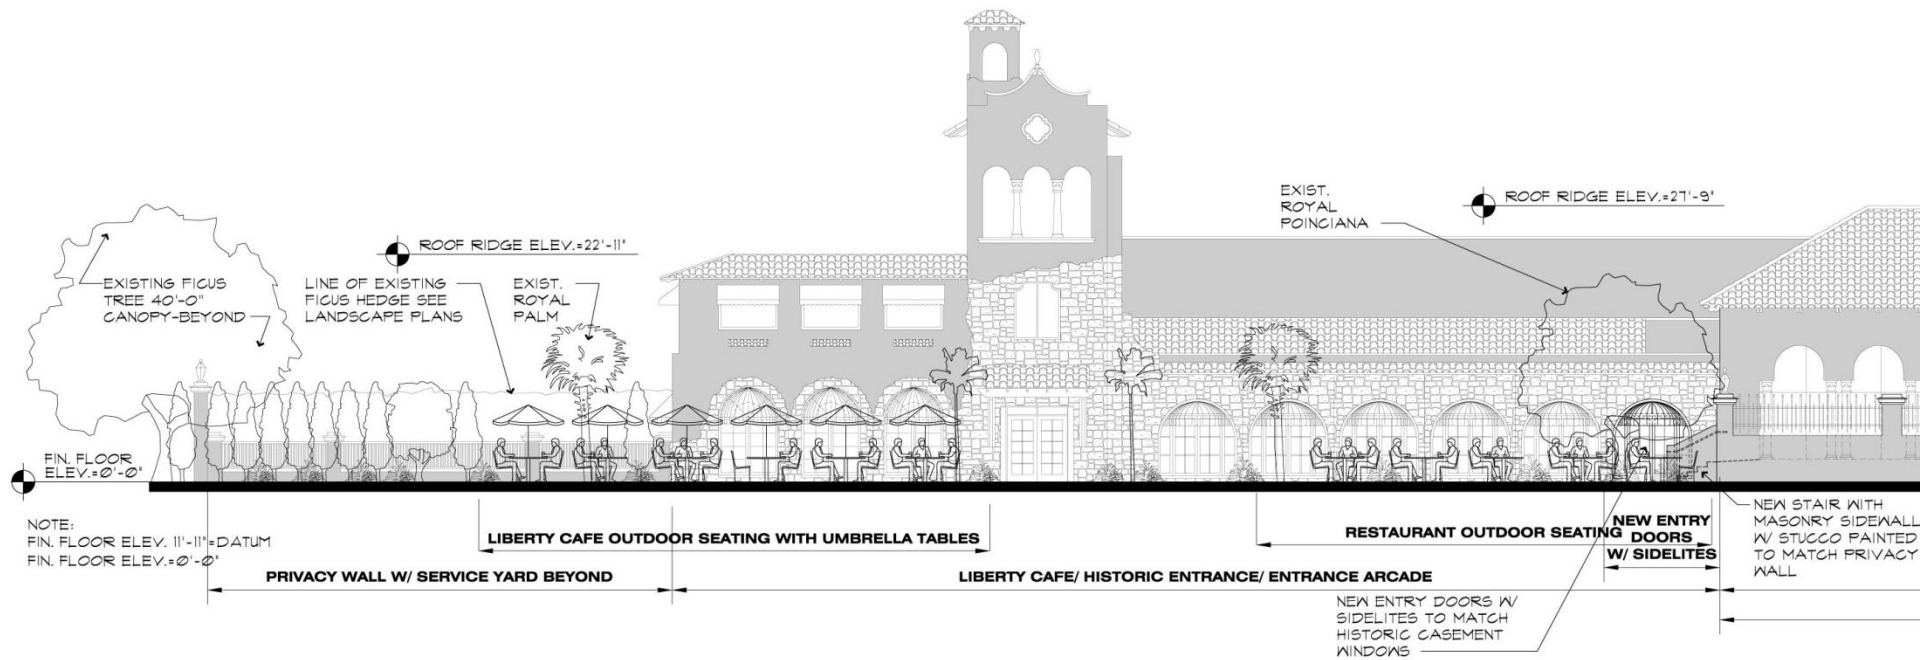 EXIST.
ROYAL
POINCIANA
ROOF RIDGE ELEV.=27'-9"
ROOF RIDGE ELEV.=22'-11"
EXISTING FICUS
TREE 40'-0"
CANOPY-BEYOND
LINE OF EXISTING
FICUS HEDGE SEE
LANDSCAPE PLANS
EXIST.
ROYAL
PALM
FIN. FLOOR
ELEV.=0'-0"
NOTE:
FIN. FLOOR ELEV. 11'-11"=DATUM
FIN. FLOOR ELEV.=0'-0"
LIBERTY CAFE OUTDOOR SEATING WITH UMBRELLA TABLES
RESTAURANT OUTDOOR SEATING
NEW ENTRY
DOORS
W/ SIDELITES
NEW STAIR WITH
MASONRY SIDEWALL
W/ STUCCO PAINTED
TO MATCH PRIVACY
WALL
PRIVACY WALL W/ SERVICE YARD BEYOND
LIBERTY CAFE/ HISTORIC ENTRANCE/ ENTRANCE ARCADE
NEW ENTRY DOORS W/
SIDELITES TO MATCH
HISTORIC CASEMENT
WINDOWS